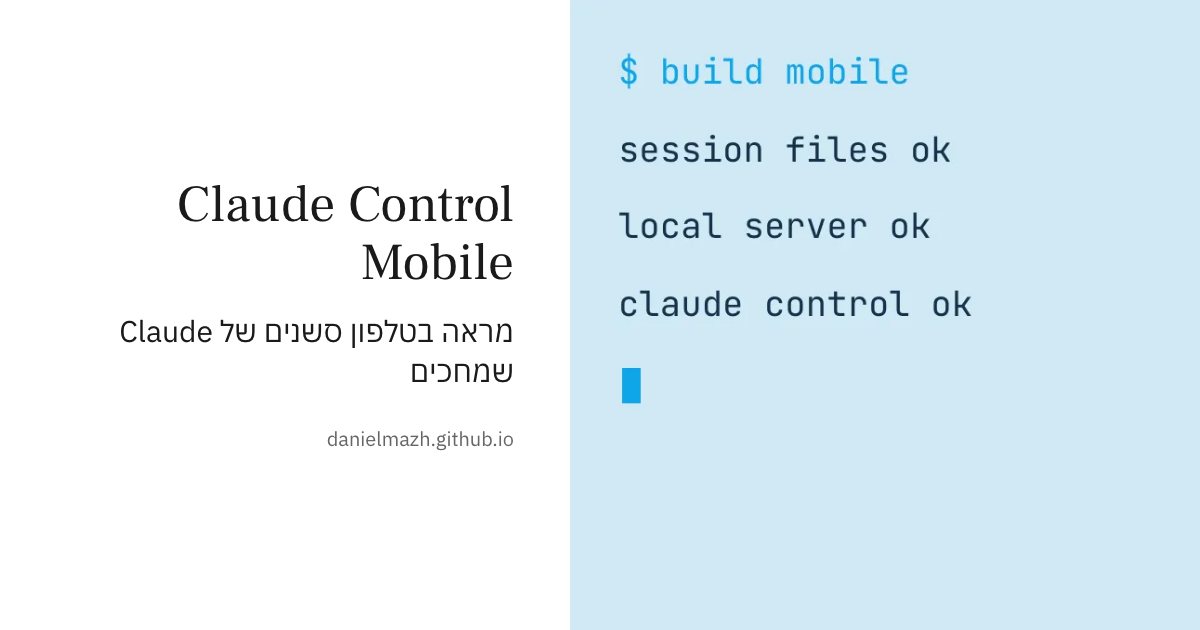 Claude Control
Mobile
מראה בטלפון סשנים של Claude
שמחכים
danielmazh.github.io
$ build mobile
session files ok
local server ok
claude control ok